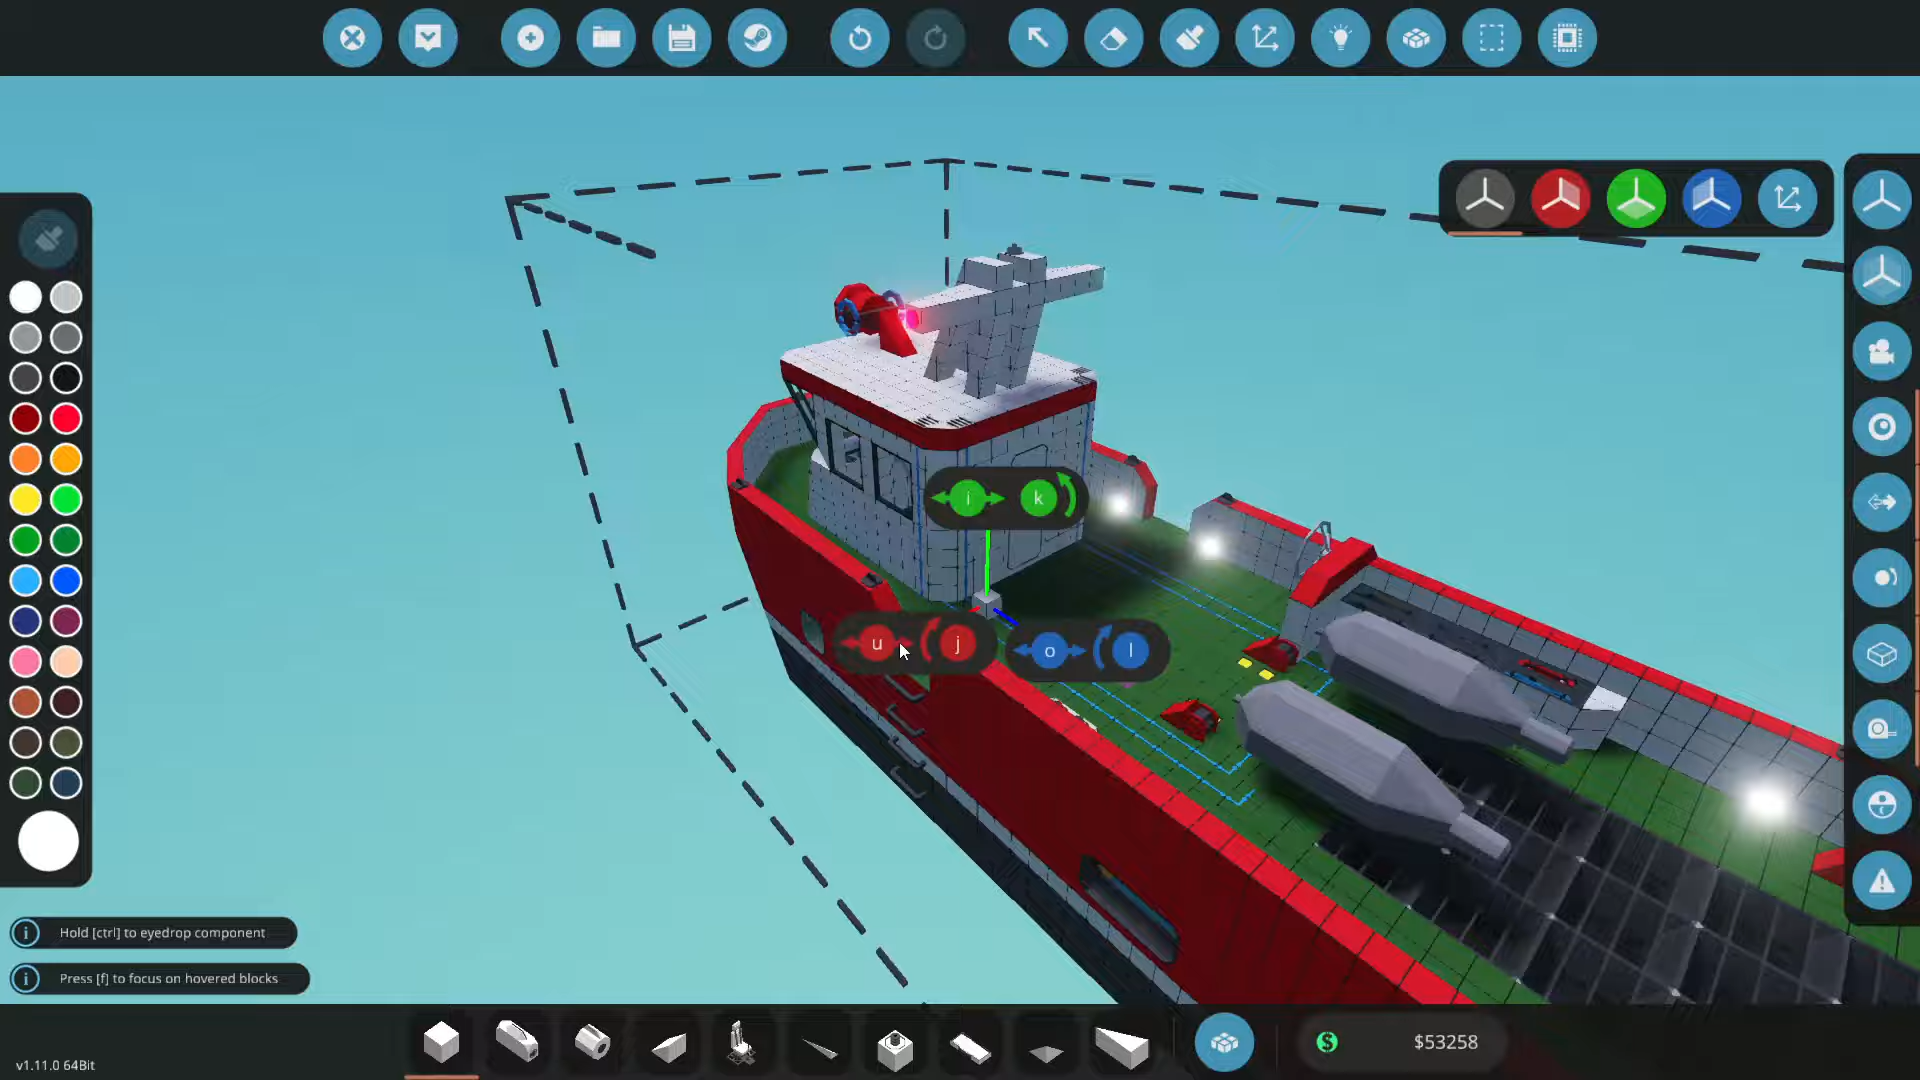 i
k
u
j
o
l
Hold [ctrl] to eyedrop component
Press [f] to focus on hovered blocks
$53258
v1.11.0 64Bit